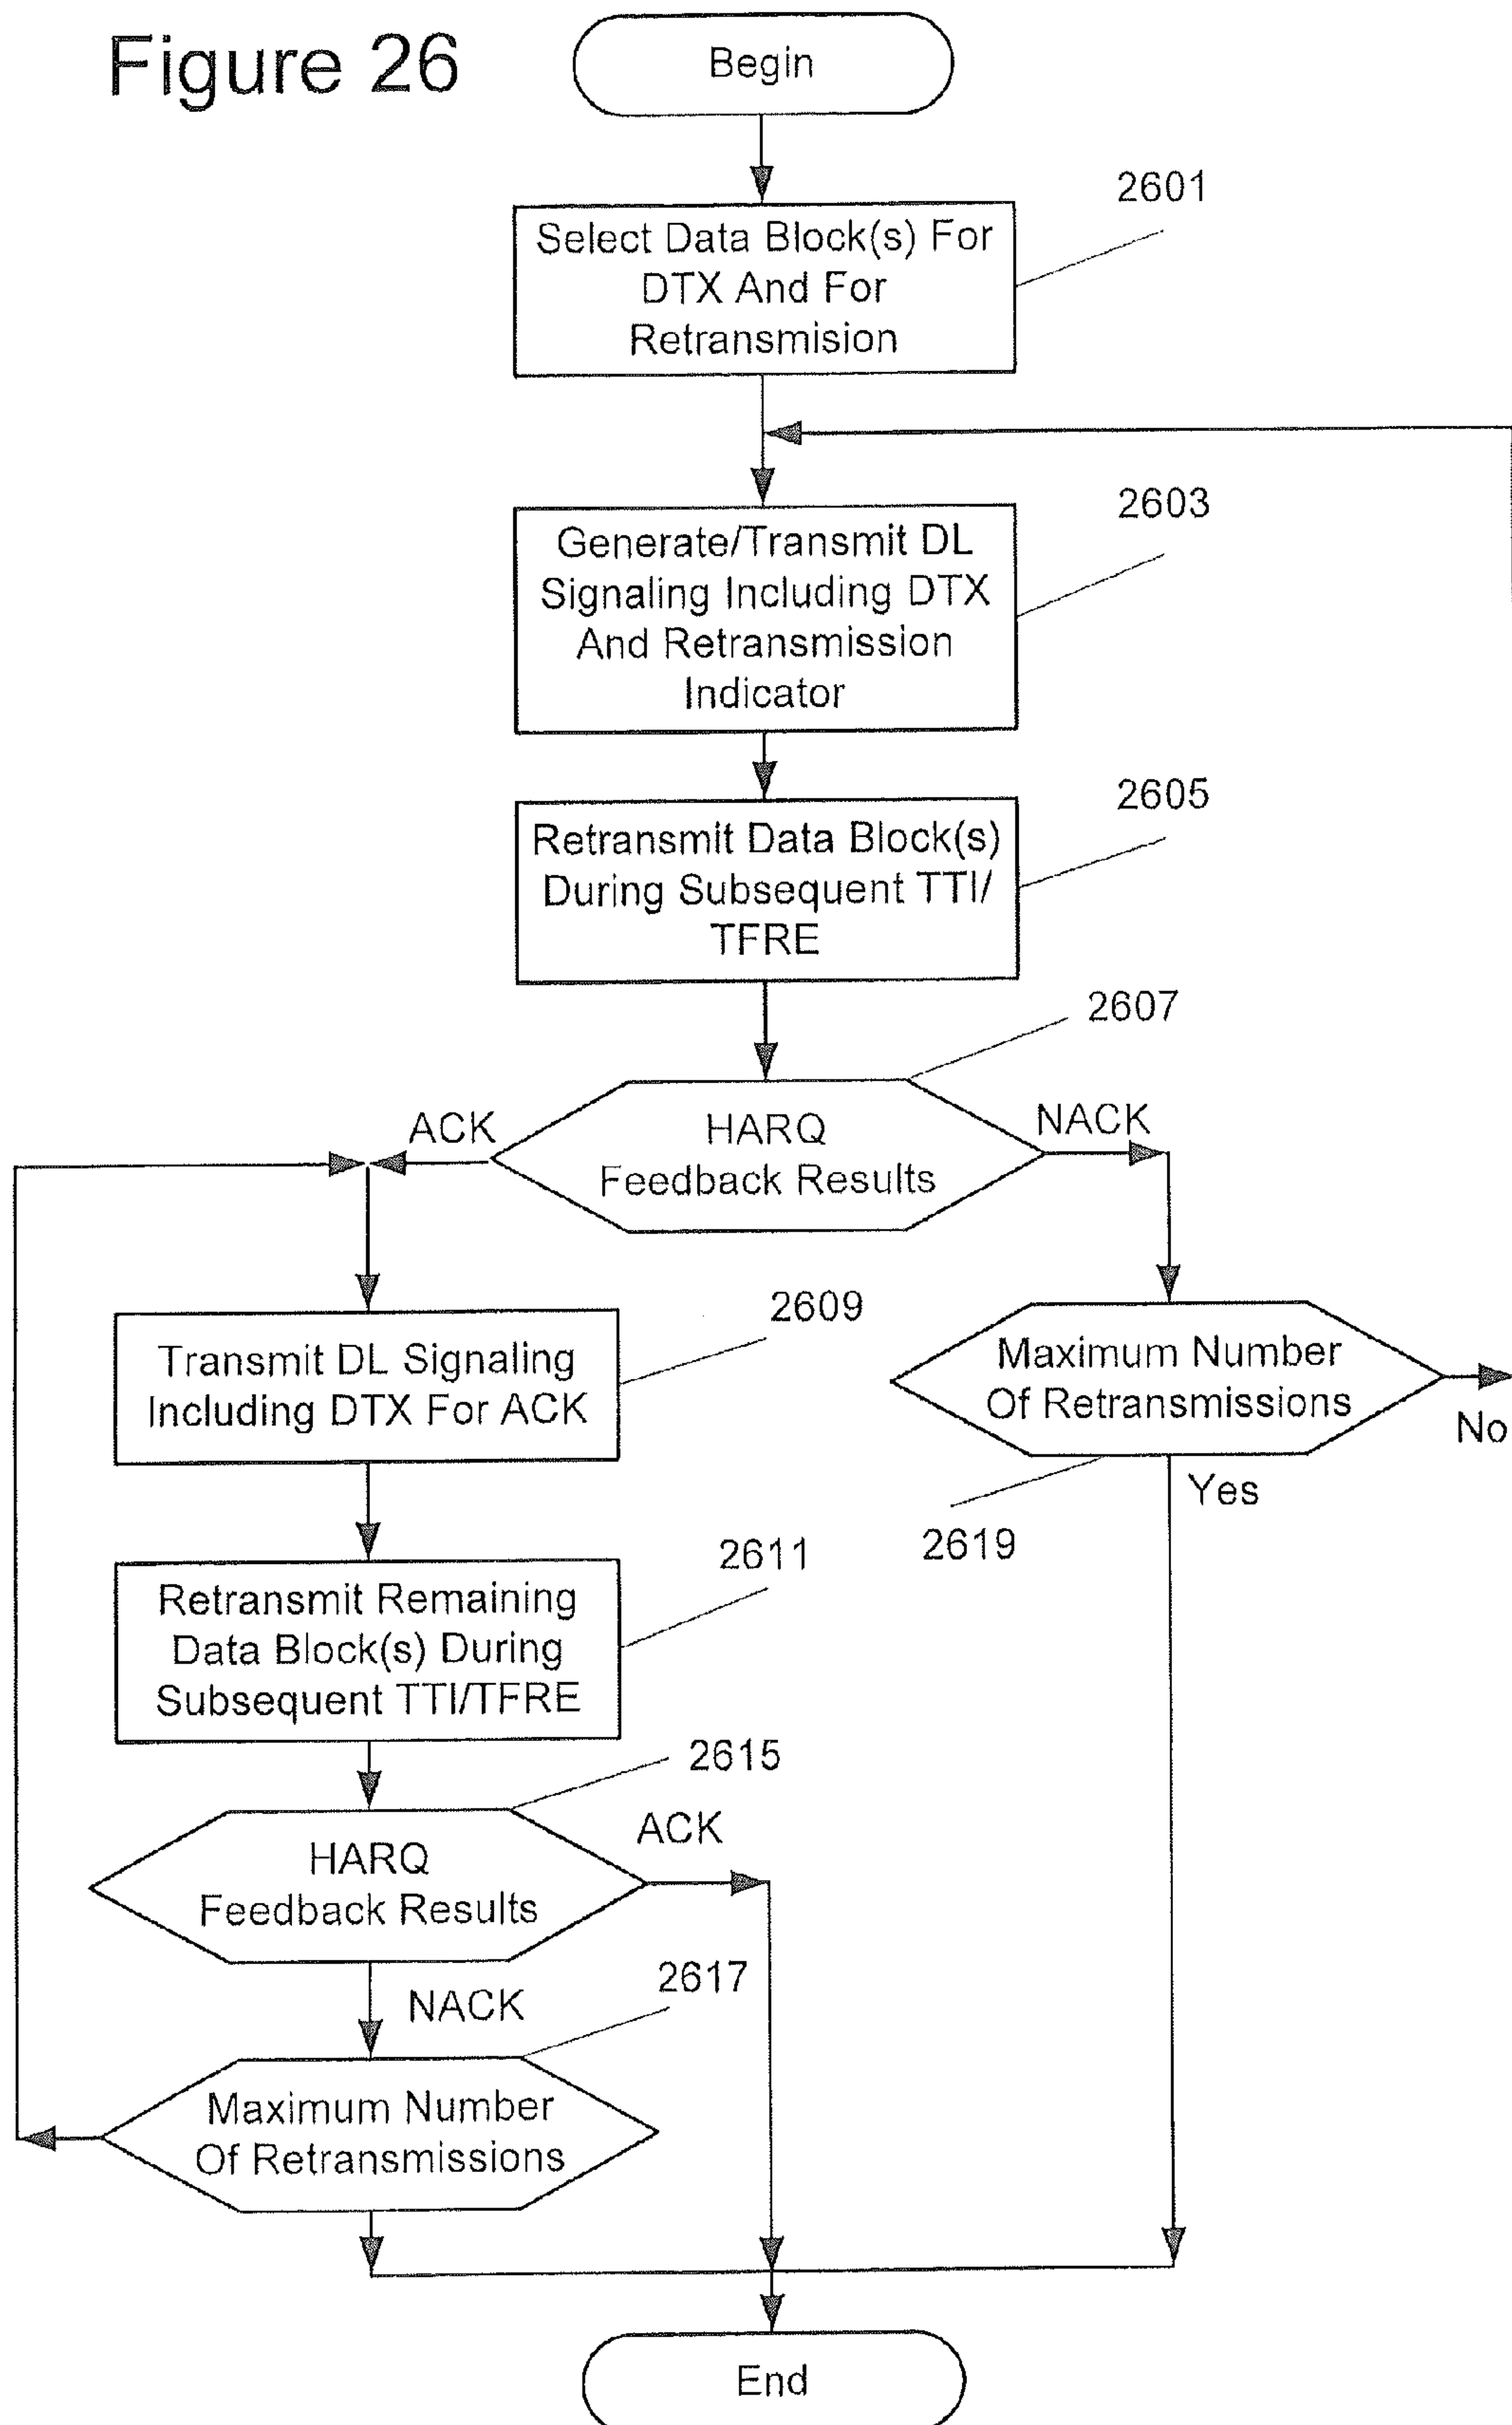 Figure 26
Begin
2601
Select Data Block(s) For
DTX And For
Retransmision
2603
Generate/Transmit DL
Signaling Including DTX
And Retransmission
Indicator
2605
Retransmit Data Block(s)
During Subsequent TTI/
TFRE
2607
ACK
HARQ
Feedback Results
NACK
2609
Transmit DL Signaling
Including DTX For ACK
Maximum Number
Of Retransmissions
No
Yes
2619
2611
Retransmit Remaining
Data Block(s) During
Subsequent TTI/TFRE
2615
HARQ
Feedback Results
ACK
NACK
2617
Maximum Number
Of Retransmissions
End